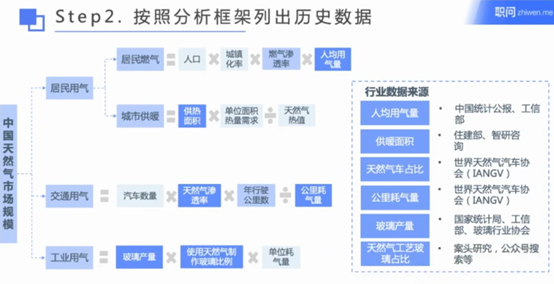 Step2. 按照分析框架列出历史数据
职问 zhiwen.me
中国天然气市场规模
居民用气
居民燃气
人口
×
城镇化率
×
燃气渗透率
×
人均用气量
城市供暖
供热面积
×
单位面积热量需求
÷
天然气热值
交通用气
汽车数量
×
天然气渗透率
×
年行驶公里数
÷
公里耗气量
工业用气
玻璃产量
×
使用天然气制作玻璃比例
×
单位耗气量
行业数据来源
人均用气量
• 中国统计公报、工信部
供暖面积
• 住建部、智研咨询
天然气车占比
• 世界天然气汽车协会（IANGV）
公里耗气量
• 世界天然气汽车协会（IANGV）
玻璃产量
• 国家统计局、工信部、玻璃行业协会
天然气工艺玻璃占比
• 案头研究，公众号搜索等